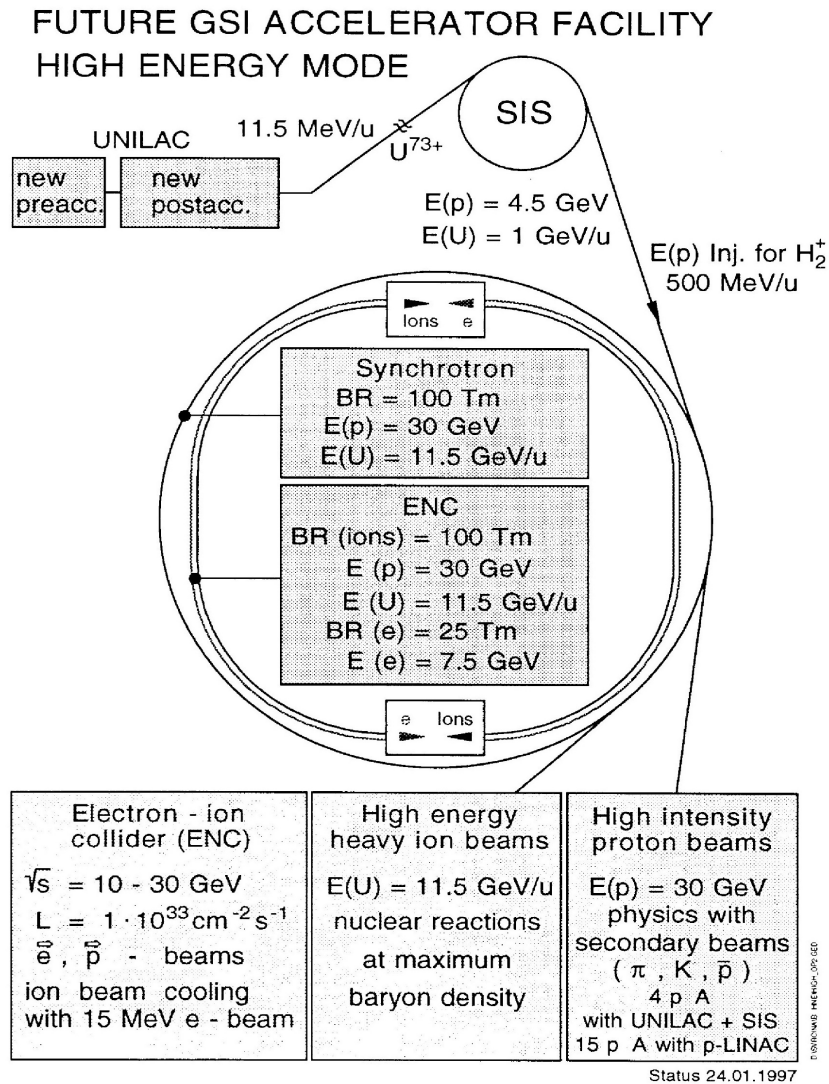 FUTURE GSI ACCELERATOR FACILITY
HIGH ENERGY MODE
SIS
11.5 MeV/u
U73+
UNILAC
new
preacc.
new
postacc.
E(p) = 4.5 GeV
E(U) = 1 GeV/u
E(p) Inj. for H2+
500 MeV/u
Ions e
Synchrotron
BR = 100 Tm
E(p) = 30 GeV
E(U) = 11.5 GeV/u
ENC
BR (ions) = 100 Tm
E (p) = 30 GeV
E (U) = 11.5 GeV/u
BR (e) = 25 Tm
E (e) = 7.5 GeV
e Ions
Electron - ion
collider (ENC)
√s = 10 - 30 GeV
L = 1 · 10³³cm⁻²s⁻¹
e⃗ , p⃗ - beams
ion beam cooling
with 15 MeV e - beam
High energy
heavy ion beams
E(U) = 11.5 GeV/u
nuclear reactions
at maximum
baryon density
High intensity
proton beams
E(p) = 30 GeV
physics with
secondary beams
( π , K , p̄ )
4 p A
with UNILAC + SIS
15 p A with p-LINAC
Status 24.01.1997